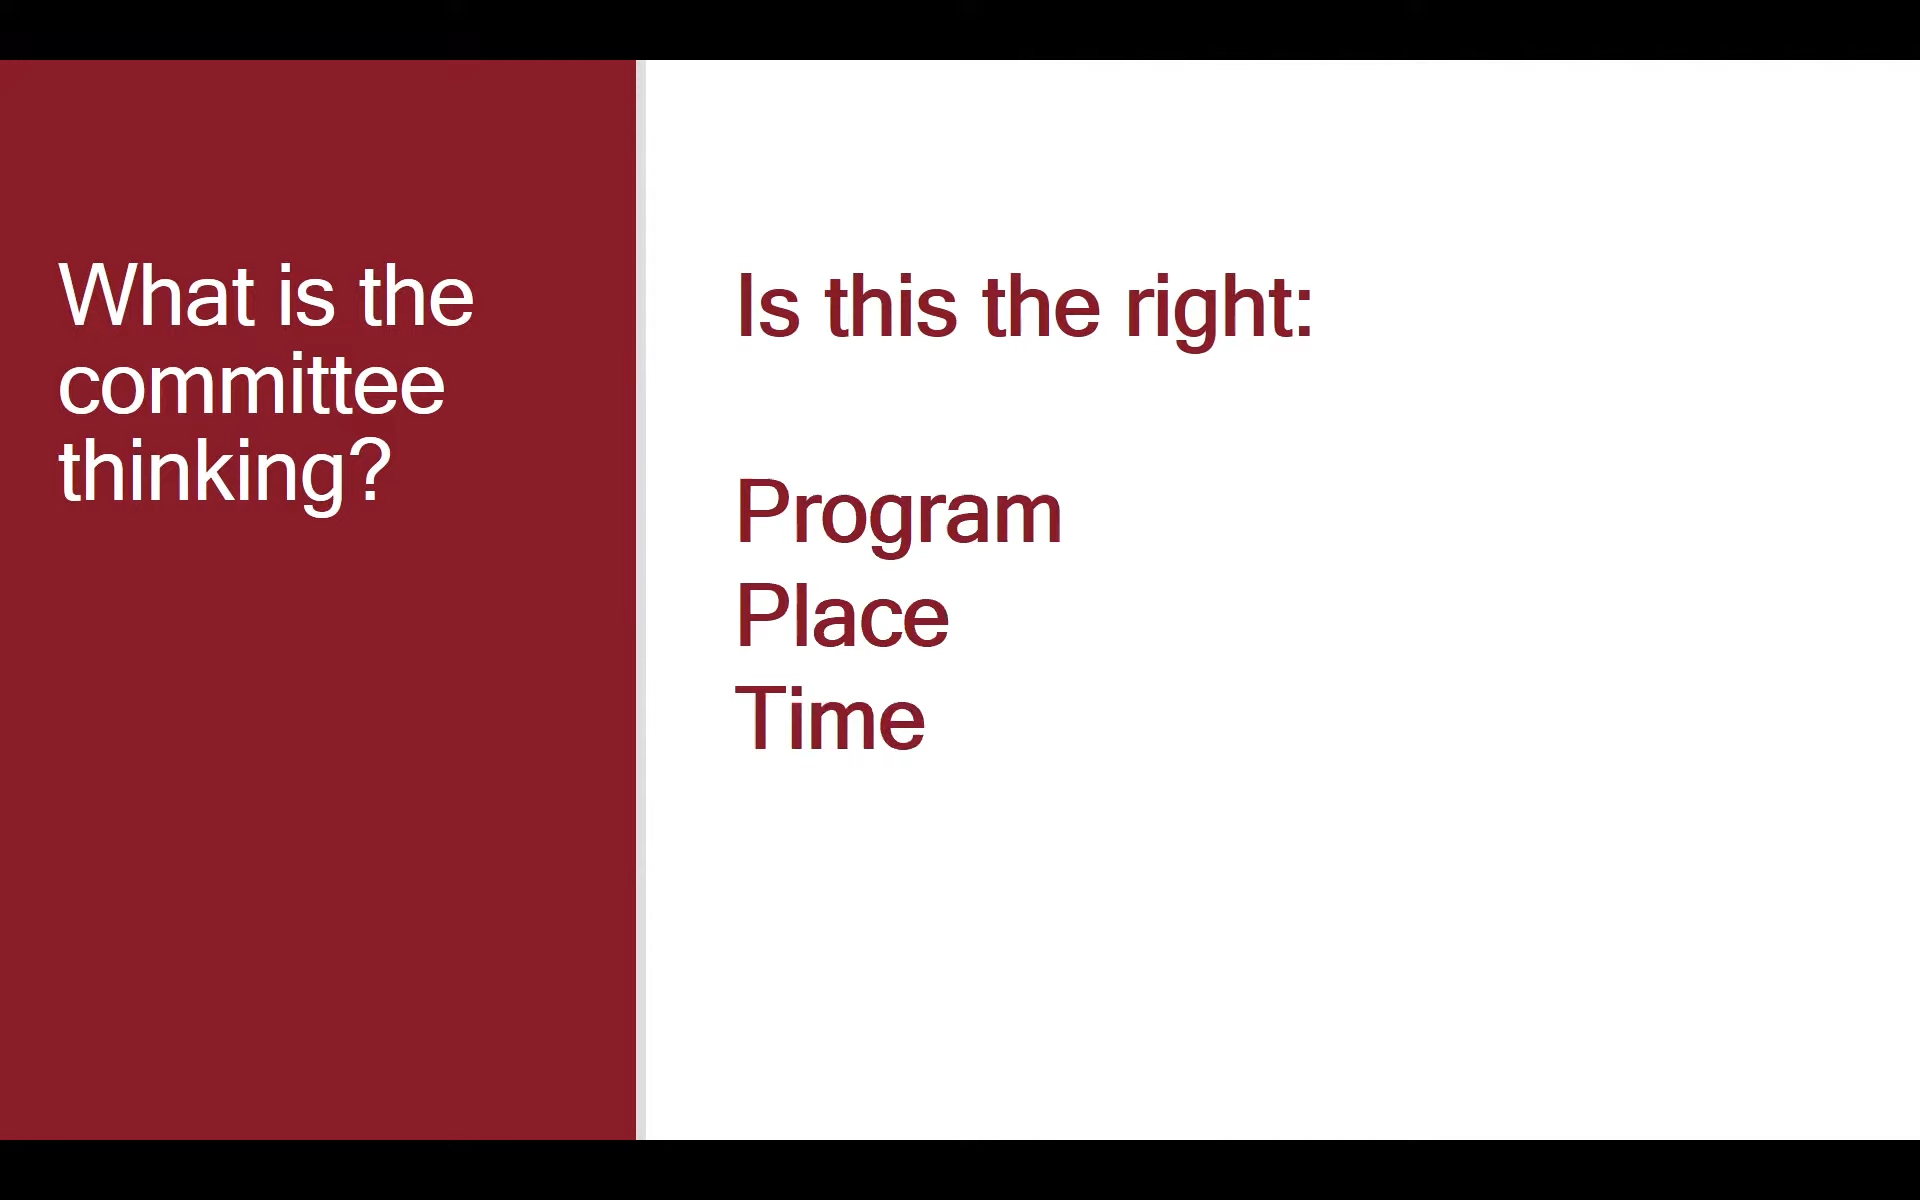 What is the
committee
thinking?
Is this the right:
Program
Place
Time